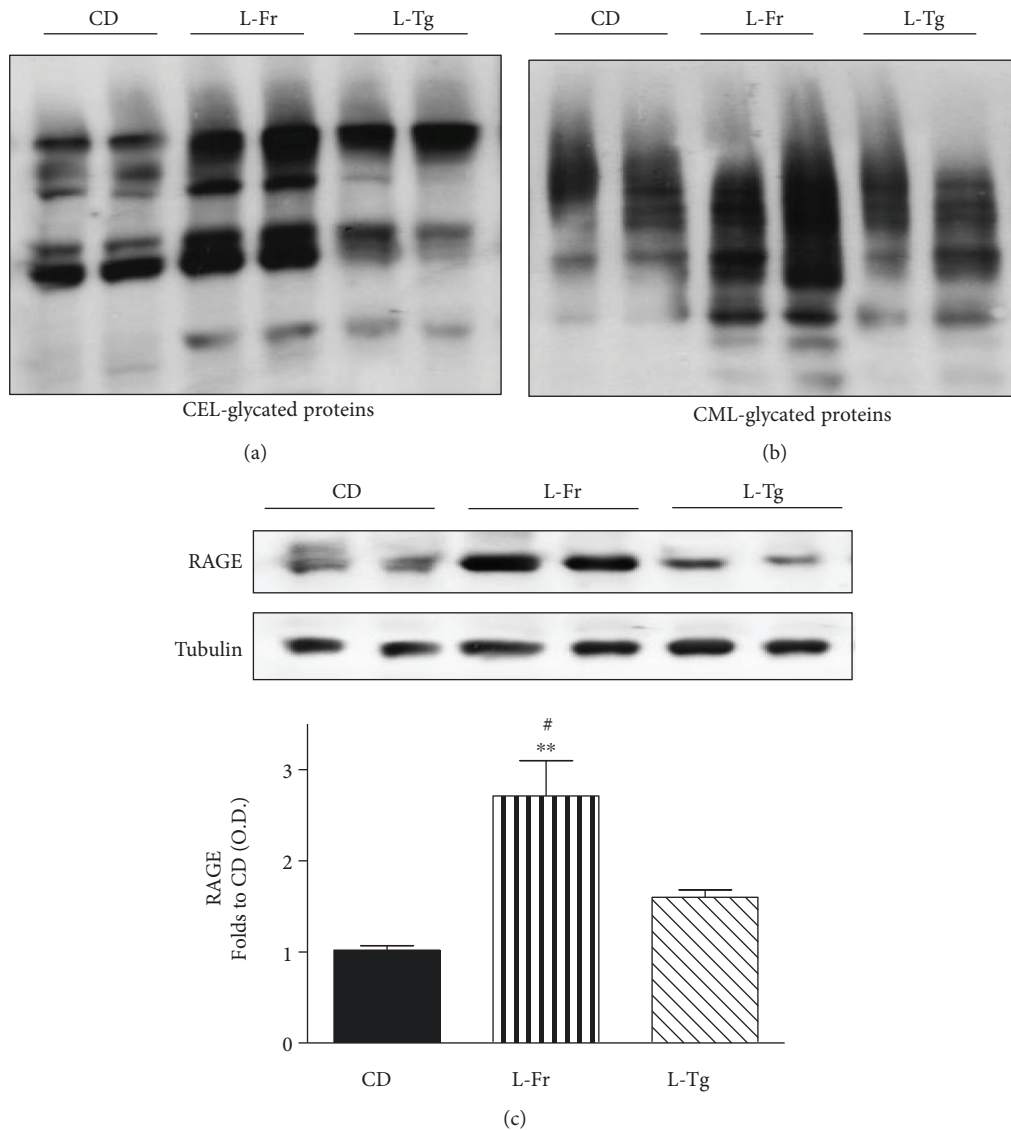 CD L-Fr L-Tg
CD L-Fr L-Tg
CEL-glycated proteins
CML-glycated proteins
(a)
(b)
CD L-Fr L-Tg
RAGE
Tubulin
#
**
RAGE
Folds to CD (O.D.)
3
2
1
0
CD L-Fr L-Tg
(c)